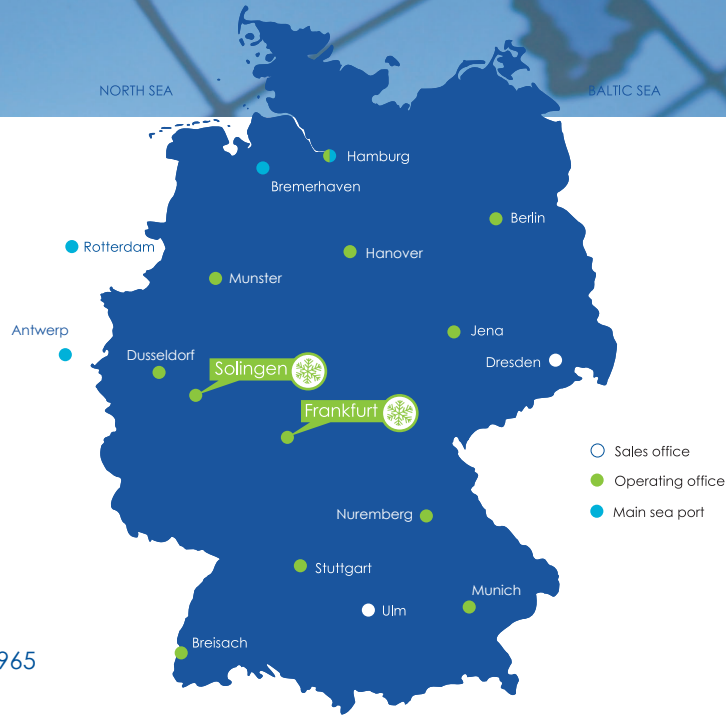 NORTH SEA
BALTIC SEA
Hamburg
Bremerhaven
Berlin
Rotterdam
Hanover
Munster
Antwerp
Jena
Dusseldorf
Dresden
Solingen
Frankfurt
Sales office
Operating office
Main sea port
Nuremberg
Stuttgart
Munich
Ulm
Breisach
965